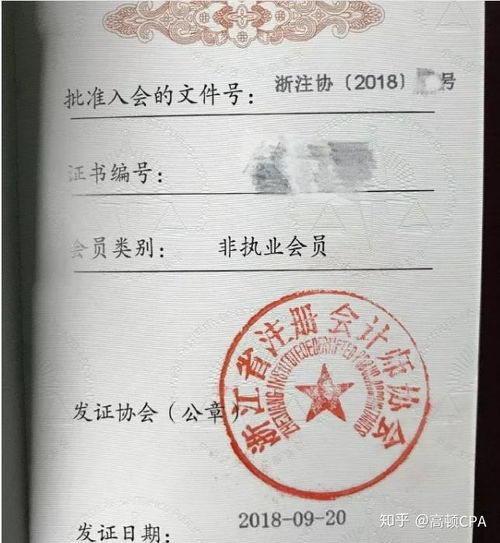 批准入会的文件号: 浙注协〔2018〕 号
证书编号:
会员类别: 非执业会员
浙江省注册会计师协会
发证协会(公章)
发证日期: 2018-09-20
知乎 @高顿CPA